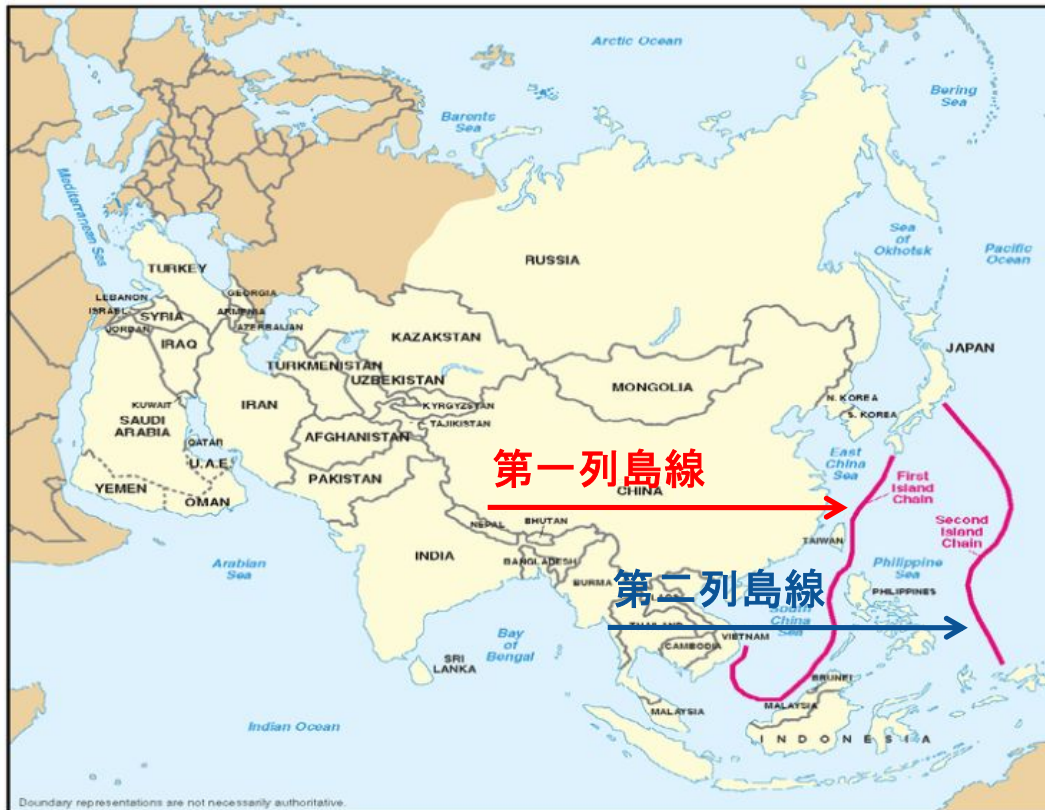 Arctic Ocean
Bering
Sea
Barents
Sea
Mediterranean Sea
Sea
of
Okhotsk
Pacific
Ocean
RUSSIA
TURKEY
GEORGIA
LEBANON
ISRAEL
SYRIA
ARMENIA
AZERBAIJAN
JORDAN
IRAQ
KAZAKSTAN
JAPAN
TURKMENISTAN
UZBEKISTAN
MONGOLIA
N. KOREA
S. KOREA
KUWAIT
IRAN
KYRGYZSTAN
TAJIKISTAN
SAUDI
ARABIA
QATAR
U.A.E.
AFGHANISTAN
PAKISTAN
第一列島線
CHINA
East
China
Sea
First
Island
Chain
YEMEN
OMAN
NEPAL
BHUTAN
TAIWAN
Second
Island
Chain
Arabian
Sea
INDIA
BANGLADESH
BURMA
第二列島線
Philippine
Sea
PHILIPPINES
LAOS
THAILAND
South
China
Sea
Bay
of
Bengal
VIETNAM
CAMBODIA
SRI
LANKA
BRUNEI
MALAYSIA
MALAYSIA
Indian Ocean
INDONESIA
Boundary representations are not necessarily authoritative.